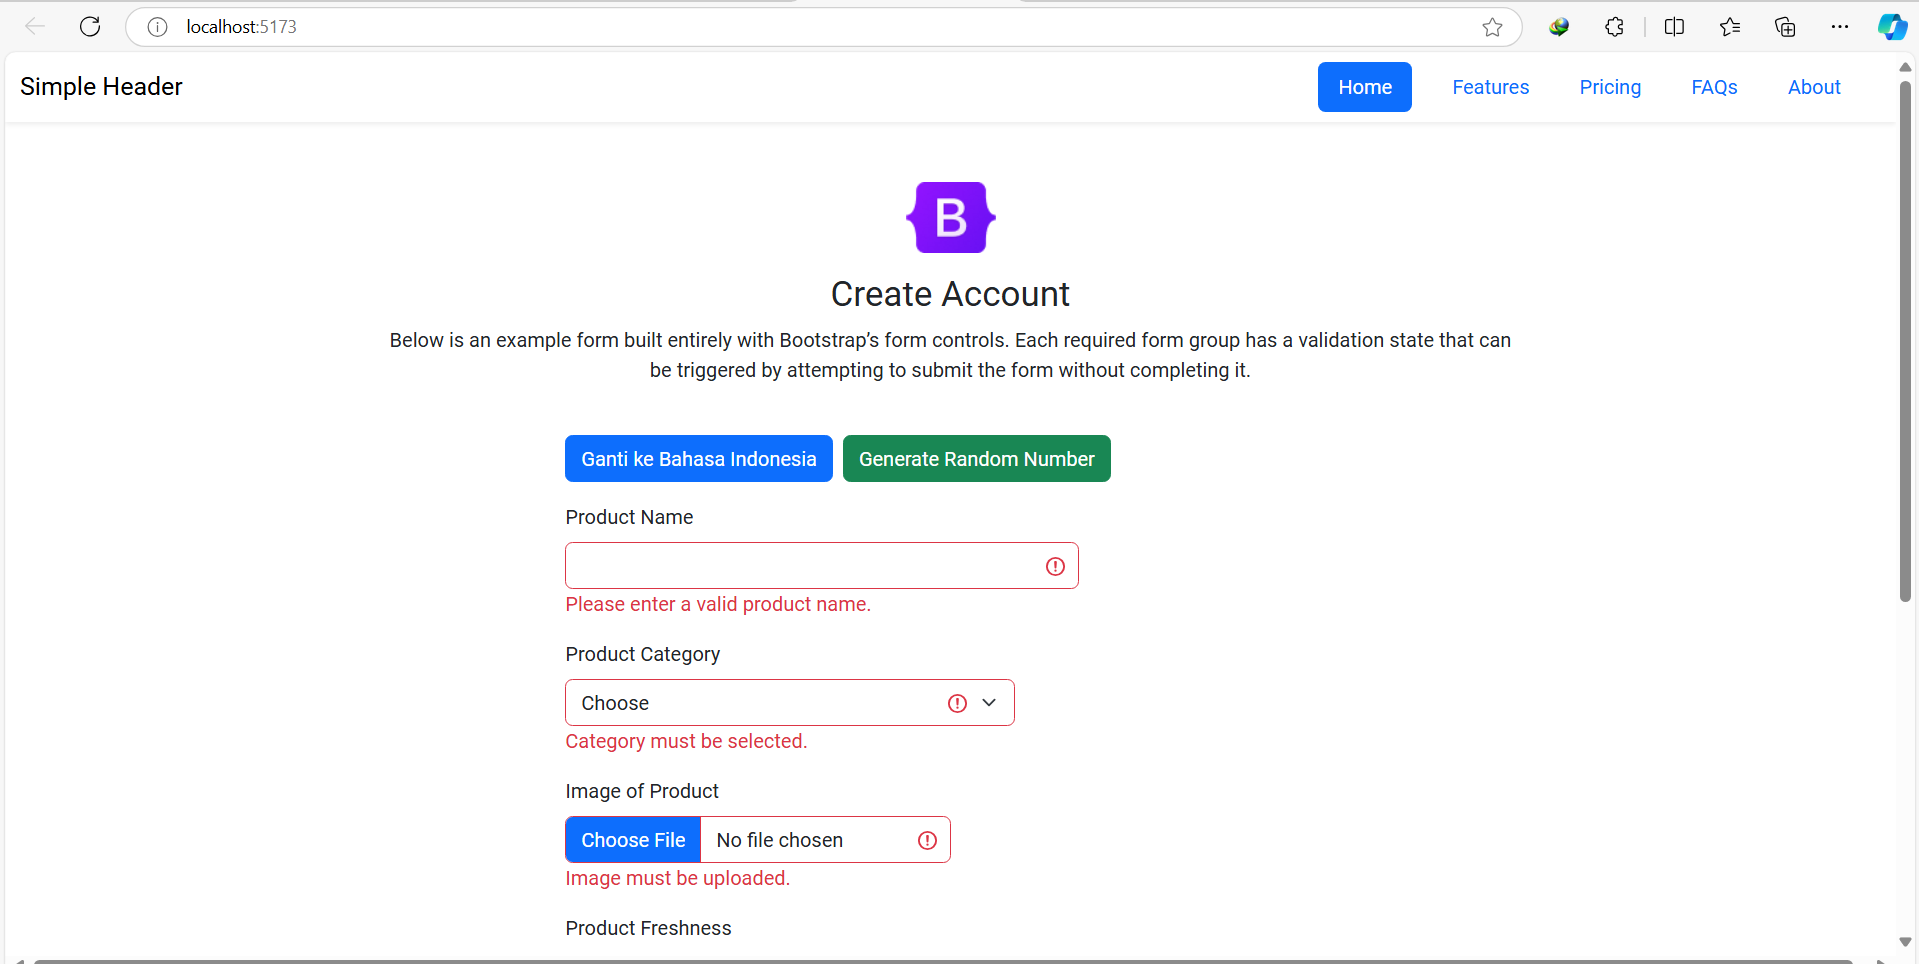 localhost:5173
Simple Header
Home Features Pricing FAQs About
B
Create Account
Below is an example form built entirely with Bootstrap’s form controls. Each required form group has a validation state that can
be triggered by attempting to submit the form without completing it.
Ganti ke Bahasa Indonesia Generate Random Number
Product Name
Please enter a valid product name.
Product Category
Choose
Category must be selected.
Image of Product
Choose File No file chosen
Image must be uploaded.
Product Freshness